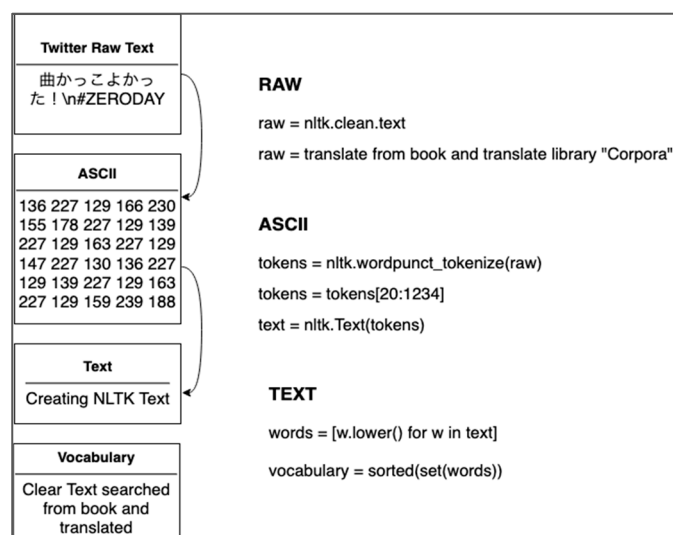 Twitter Raw Text
曲かっこよかっ
た！\n#ZERODAY
ASCII
136 227 129 166 230
155 178 227 129 139
227 129 163 227 129
147 227 130 136 227
129 139 227 129 163
227 129 159 239 188
Text
Creating NLTK Text
Vocabulary
Clear Text searched
from book and
translated
RAW
raw = nltk.clean.text
raw = translate from book and translate library "Corpora"
ASCII
tokens = nltk.wordpunct_tokenize(raw)
tokens = tokens[20:1234]
text = nltk.Text(tokens)
TEXT
words = [w.lower() for w in text]
vocabulary = sorted(set(words))